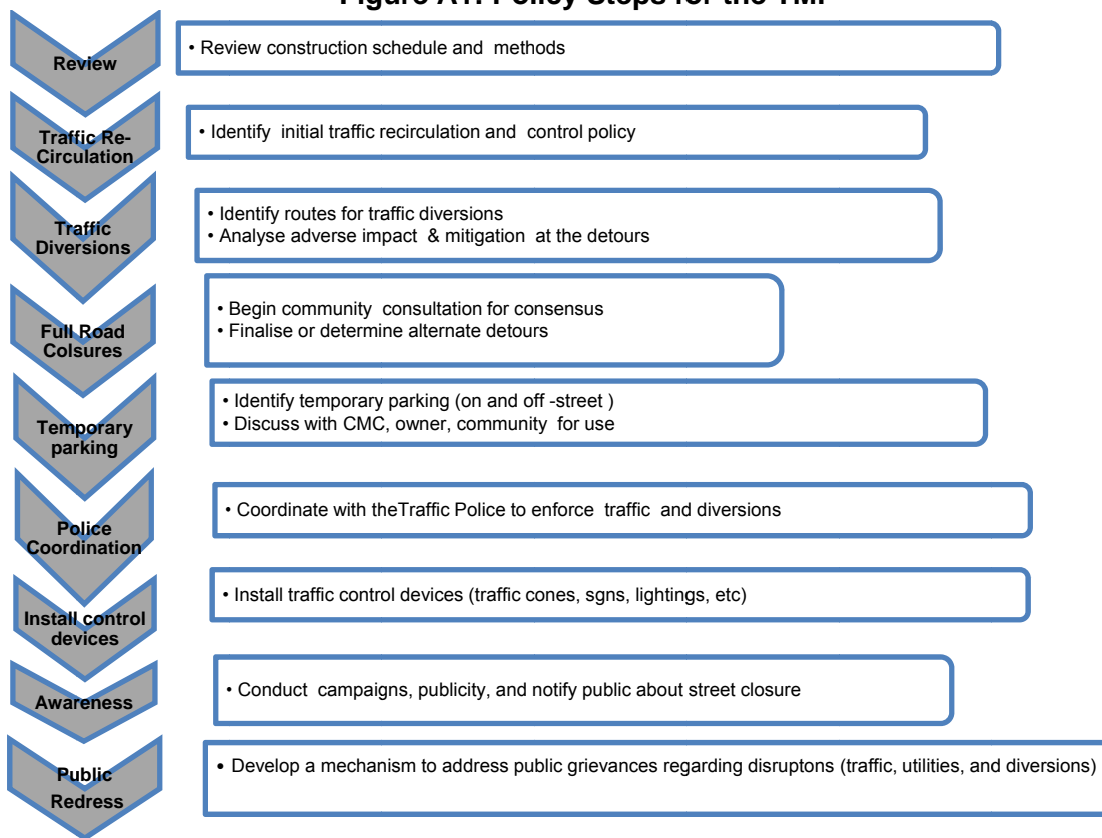 Figure A1: Policy Steps for the TMP
Review
• Review construction schedule and methods
Traffic Re-
Circulation
• Identify initial traffic recirculation and control policy
Traffic
Diversions
• Identify routes for traffic diversions
• Analyse adverse impact & mitigation at the detours
Full Road
Colsures
• Begin community consultation for consensus
• Finalise or determine alternate detours
Temporary
parking
• Identify temporary parking (on and off -street )
• Discuss with CMC, owner, community for use
Police
Coordination
• Coordinate with theTraffic Police to enforce traffic and diversions
Install control
devices
• Install traffic control devices (traffic cones, sgns, lightings, etc)
Awareness
• Conduct campaigns, publicity, and notify public about street closure
Public
Redress
• Develop a mechanism to address public grievances regarding disruptons (traffic, utilities, and diversions)